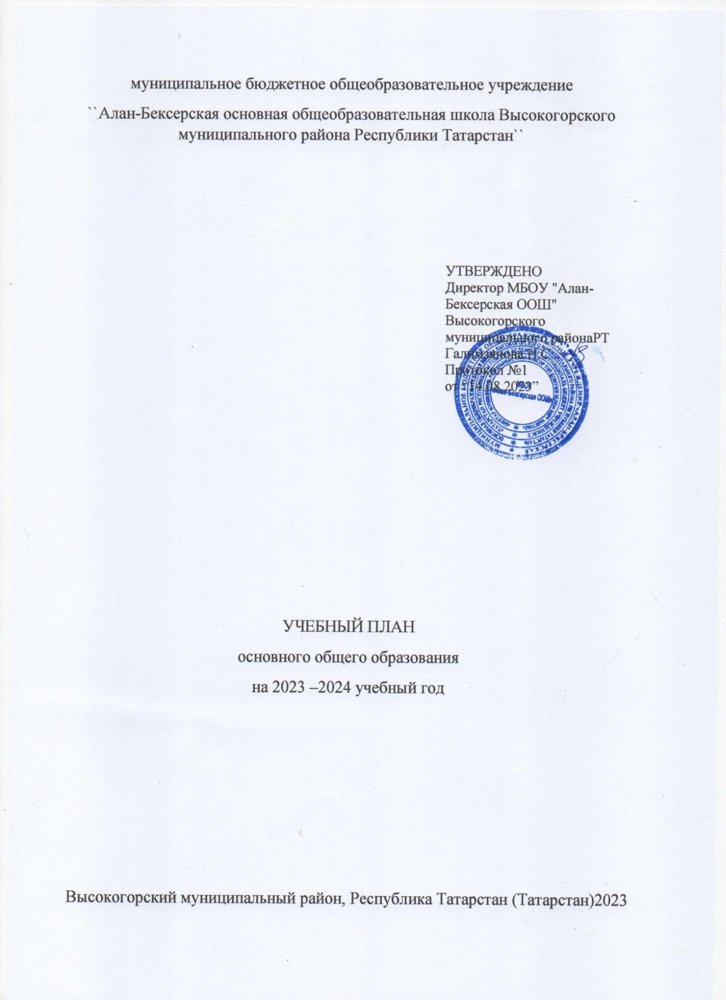 муниципальное бюджетное общеобразовательное учреждение
``Алан-Бексерская основная общеобразовательная школа Высокогорского
муниципального района Республики Татарстан``
УТВЕРЖДЕНО
Директор МБОУ "Алан-
Бексерская ООШ"
Высокогорского
муниципального районаРТ
Галимзянова Н.С.
Протокол №1
от "14.08.2023”
МБОУ
«Алан-Бексерская ООШ»
УЧЕБНЫЙ ПЛАН
основного общего образования
на 2023 –2024 учебный год
Высокогорский муниципальный район, Республика Татарстан (Татарстан)2023